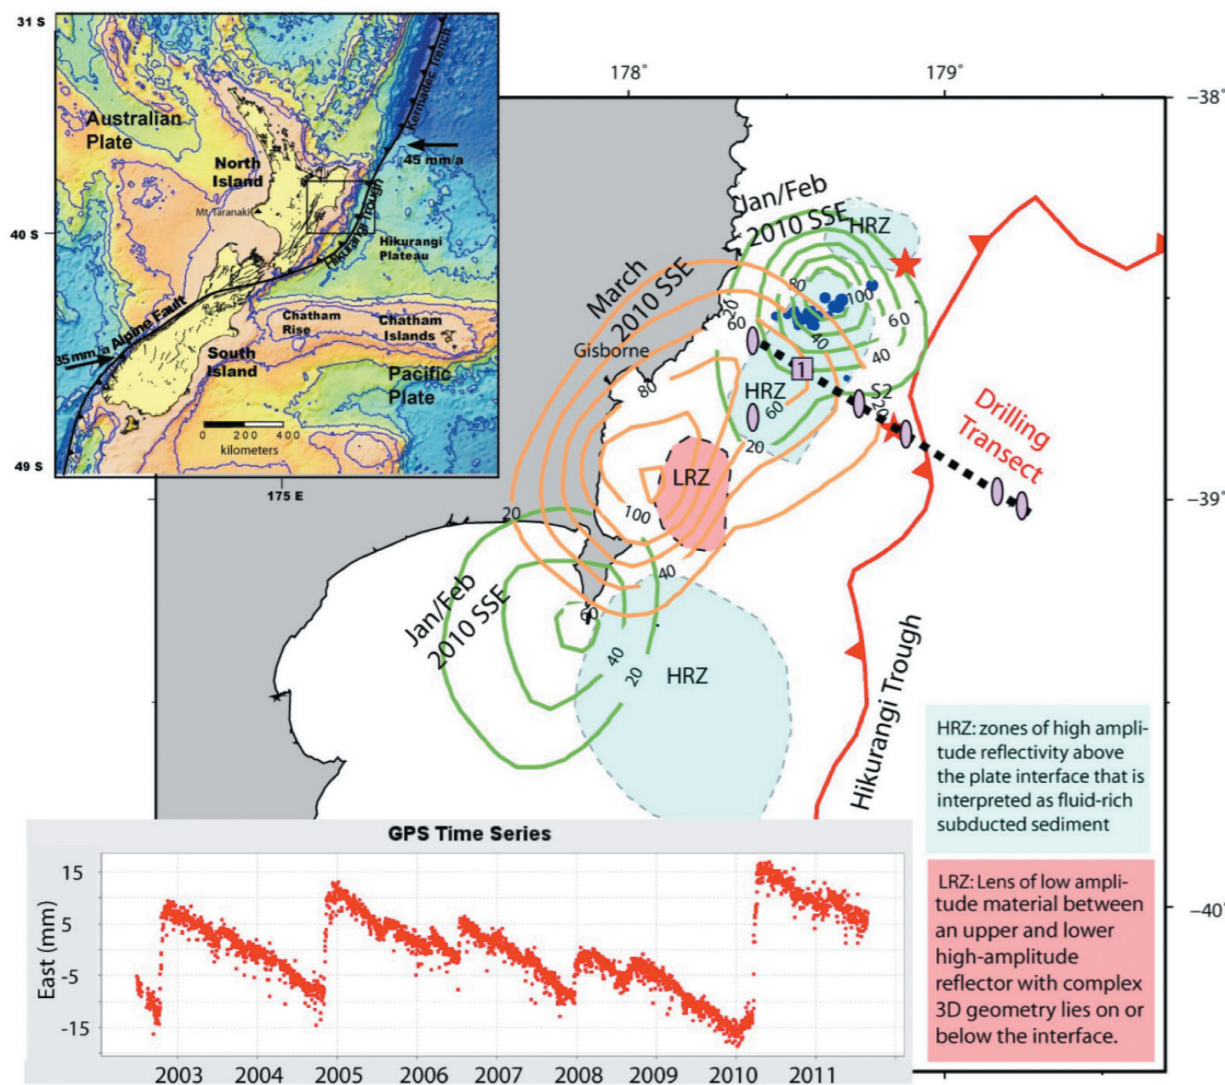 31 S
Australian
Plate
North
Island
Mt. Taranaki
Kermadec Trench
45 mm/a
40 S
Hikurangi Trough
Hikurangi
Plateau
Alpine Fault
35 mm/a
Chatham
Rise
Chatham
Islands
South
Island
Pacific
Plate
0 200 400
kilometers
49 S
175 E
178
179
−38
−39
−40
Jan/Feb
2010 SSE
HRZ
80
100
60
40
40
20
60
March
2010 SSE
Gisborne
80
1
HRZ
60
20
S2
20
Drilling
Transect
LRZ
100
20
40
Jan/Feb
2010 SSE
60
40
20
HRZ
Hikurangi Trough
HRZ: zones of high ampli-
tude reflectivity above
the plate interface that is
interpreted as fluid-rich
subducted sediment
LRZ: Lens of low ampli-
tude material between
an upper and lower
high-amplitude
reflector with complex
3D geometry lies on or
below the interface.
GPS Time Series
East (mm)
15
5
-5
-15
2003 2004 2005 2006 2007 2008 2009 2010 2011